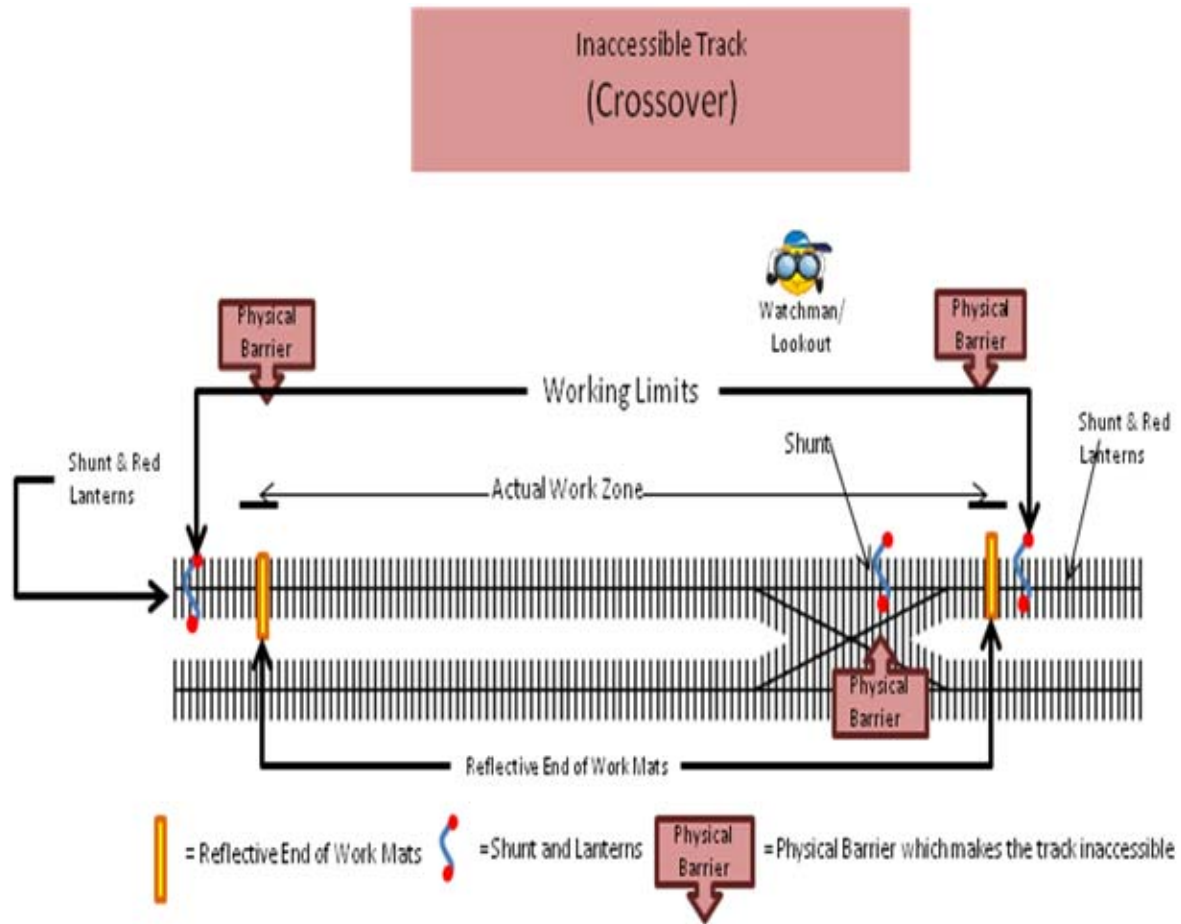 Inaccessible Track
(Crossover)
Physical
Barrier
Watchman/
Lookout
Physical
Barrier
Working Limits
Shunt & Red
Lanterns
Shunt
Shunt & Red
Lanterns
Actual Work Zone
Physical
Barrier
Reflective End of Work Mats
= Reflective End of Work Mats
=Shunt and Lanterns
Physical
Barrier
= Physical Barrier which makes the track inaccessible